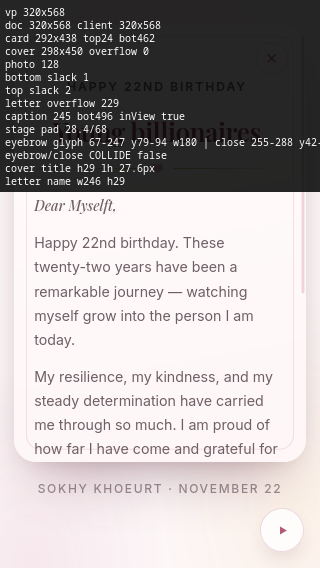 vp 320x568
doc 320x568 client 320x568
card 292x438 top24 bot462
cover 298x450 overflow 0
photo 128
bottom slack 1
top slack 2
letter overflow 229
caption 245 bot496 inView true
stage pad 28.4/68
eyebrow glyph 67-247 y79-94 w180 | close 255-288 y42-
eyebrow/close COLLIDE false
cover title h29 lh 27.6px
letter name w246 h29
HAPPY 22ND BIRTHDAY
billionaires
Dear Myselft,
Happy 22nd birthday. These
twenty-two years have been a
remarkable journey — watching
myself grow into the person I am
today.
My resilience, my kindness, and my
steady determination have carried
me through so much. I am proud of
how far I have come and grateful for
SOKHY KHOEURT · NOVEMBER 22